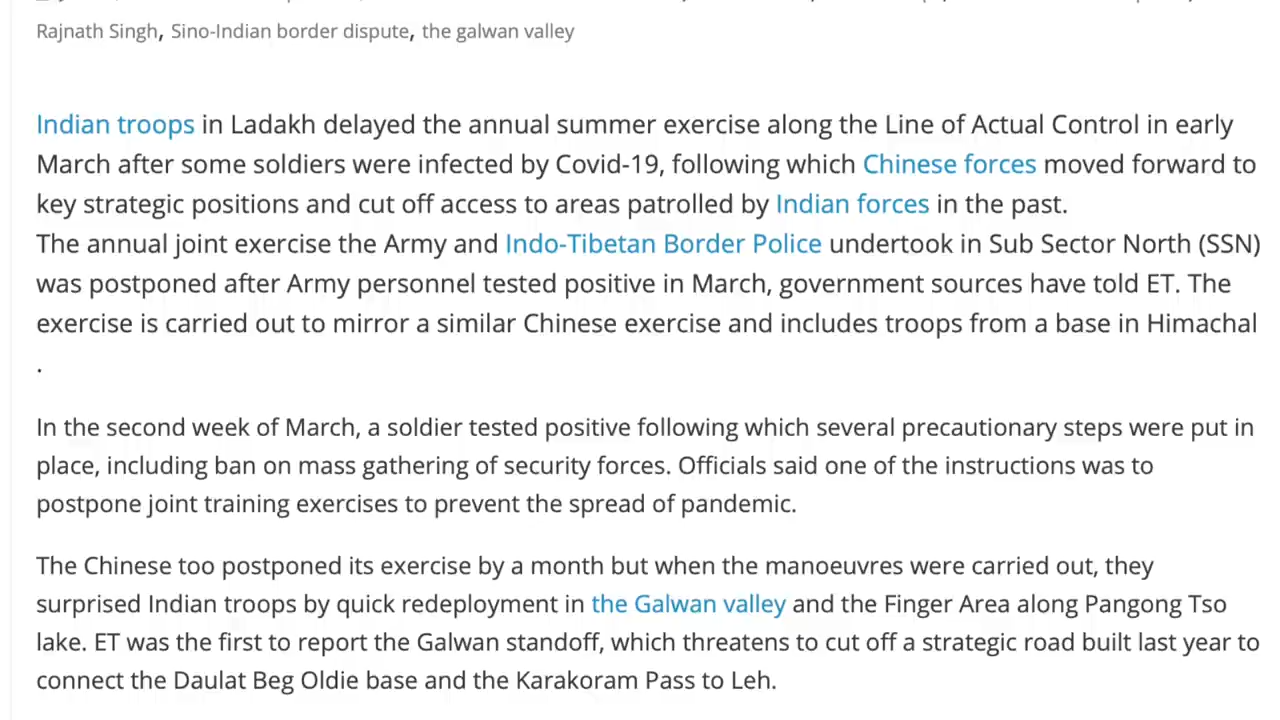 Rajnath Singh, Sino-Indian border dispute, the galwan valley
Indian troops in Ladakh delayed the annual summer exercise along the Line of Actual Control in early
March after some soldiers were infected by Covid-19, following which Chinese forces moved forward to
key strategic positions and cut off access to areas patrolled by Indian forces in the past.
The annual joint exercise the Army and Indo-Tibetan Border Police undertook in Sub Sector North (SSN)
was postponed after Army personnel tested positive in March, government sources have told ET. The
exercise is carried out to mirror a similar Chinese exercise and includes troops from a base in Himachal
.
In the second week of March, a soldier tested positive following which several precautionary steps were put in
place, including ban on mass gathering of security forces. Officials said one of the instructions was to
postpone joint training exercises to prevent the spread of pandemic.
The Chinese too postponed its exercise by a month but when the manoeuvres were carried out, they
surprised Indian troops by quick redeployment in the Galwan valley and the Finger Area along Pangong Tso
lake. ET was the first to report the Galwan standoff, which threatens to cut off a strategic road built last year to
connect the Daulat Beg Oldie base and the Karakoram Pass to Leh.